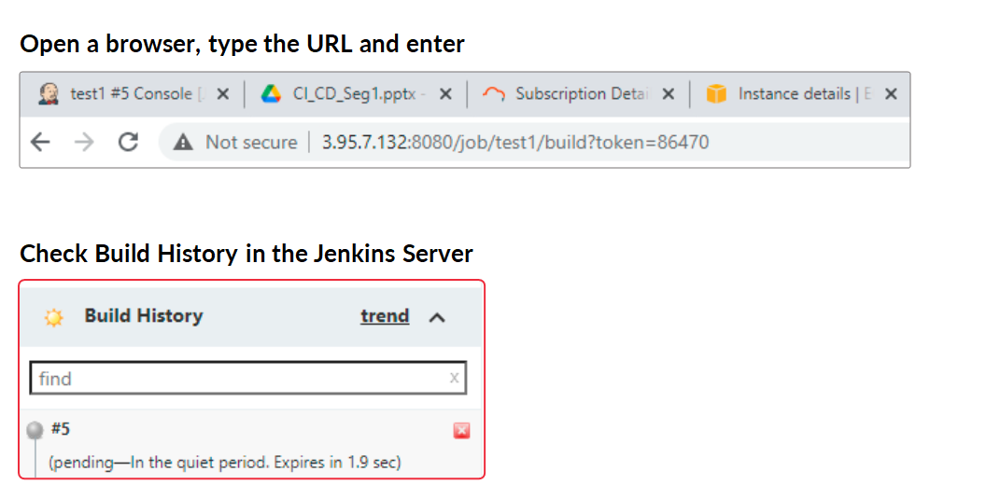 Open a browser, type the URL and enter
test1 #5 Console [ CI_CD_Seg1.pptx - Subscription Detai Instance details | E
Not secure | 3.95.7.132:8080/job/test1/build?token=86470
Check Build History in the Jenkins Server
Build History trend
find x
#5
(pending—In the quiet period. Expires in 1.9 sec)